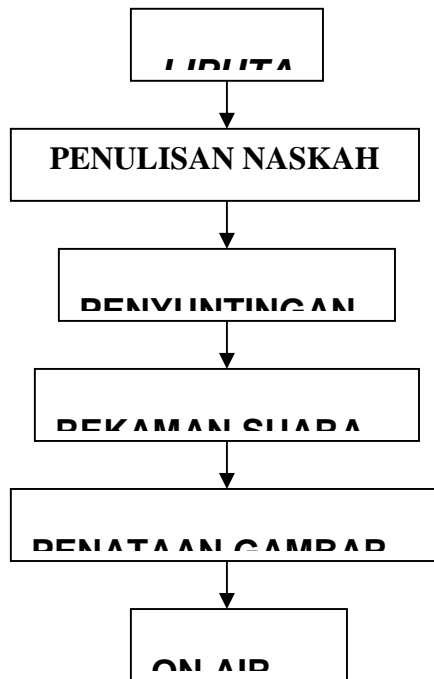 LIPUTA
PENULISAN NASKAH
PENYUNTINGAN
REKAMAN SUARA
PENATAAN GAMBAR
ON AIR